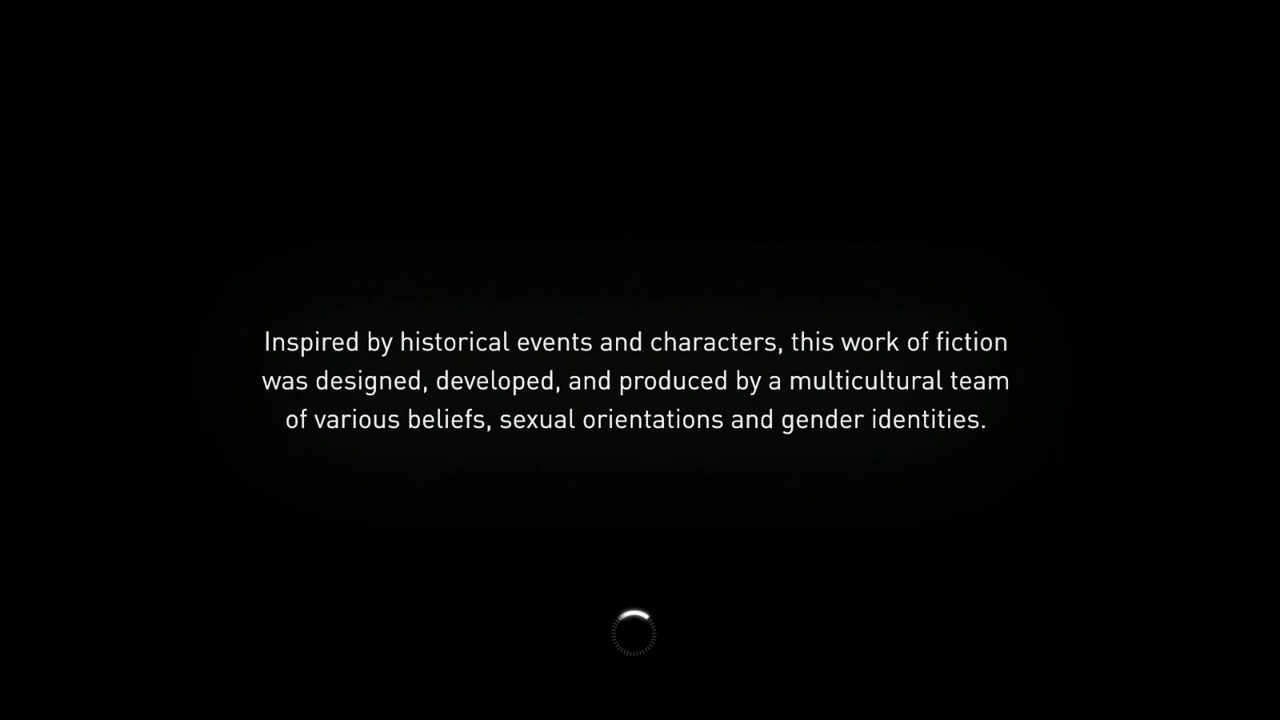 Inspired by historical events and characters, this work of fiction
was designed, developed, and produced by a multicultural team
of various beliefs, sexual orientations and gender identities.